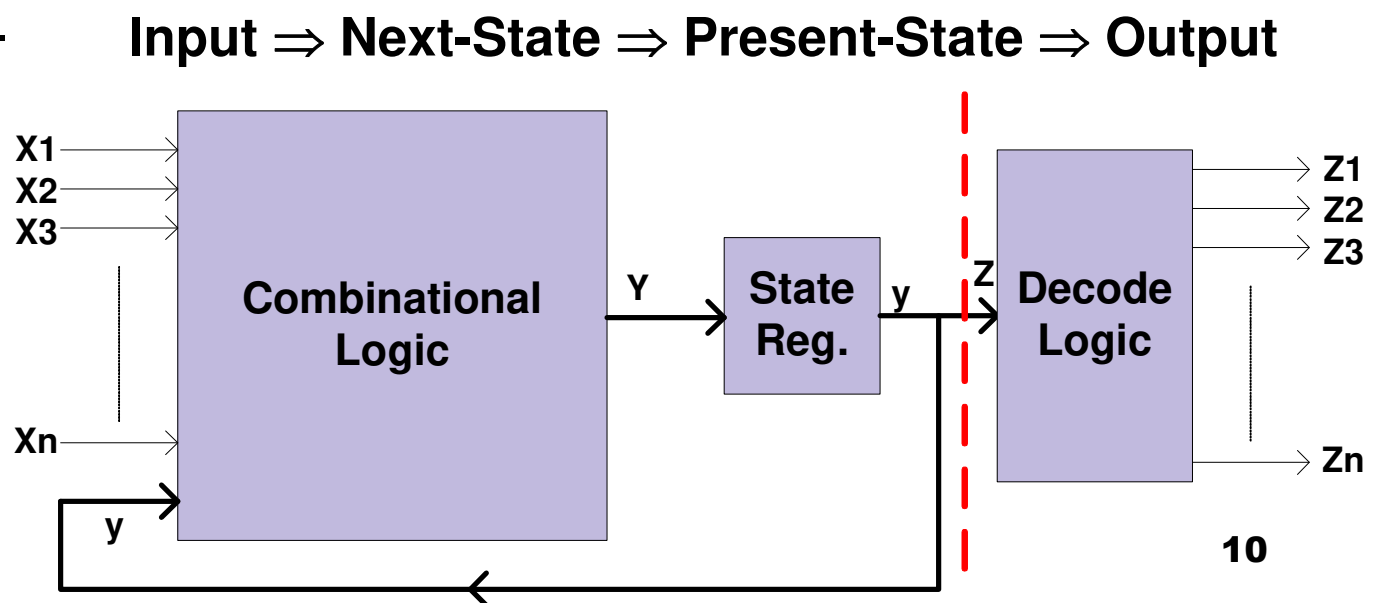 Input ⇒ Next-State ⇒ Present-State ⇒ Output
X1
X2
X3
Xn
y
Combinational
Logic
Y
State
Reg.
y
Z
Decode
Logic
Z1
Z2
Z3
Zn
10